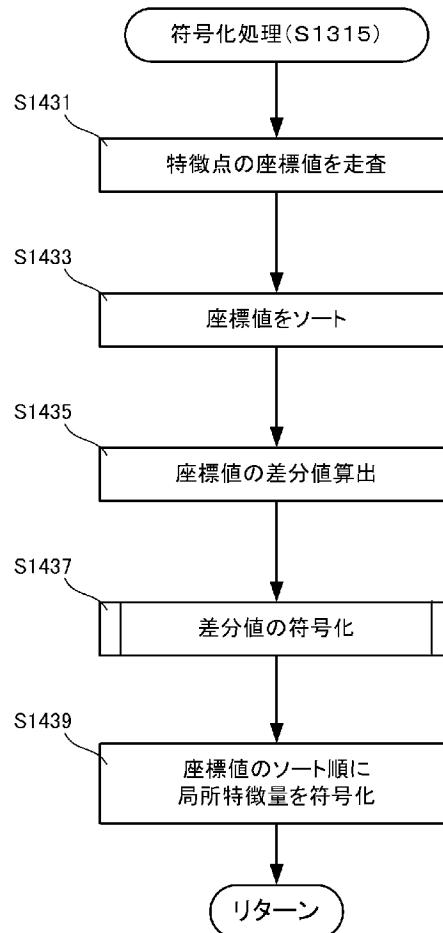 符号化処理(S1315)
S1431
特徴点の座標値を走査
S1433
座標値をソート
S1435
座標値の差分値算出
S1437
差分値の符号化
S1439
座標値のソート順に
局所特徴量を符号化
リターン